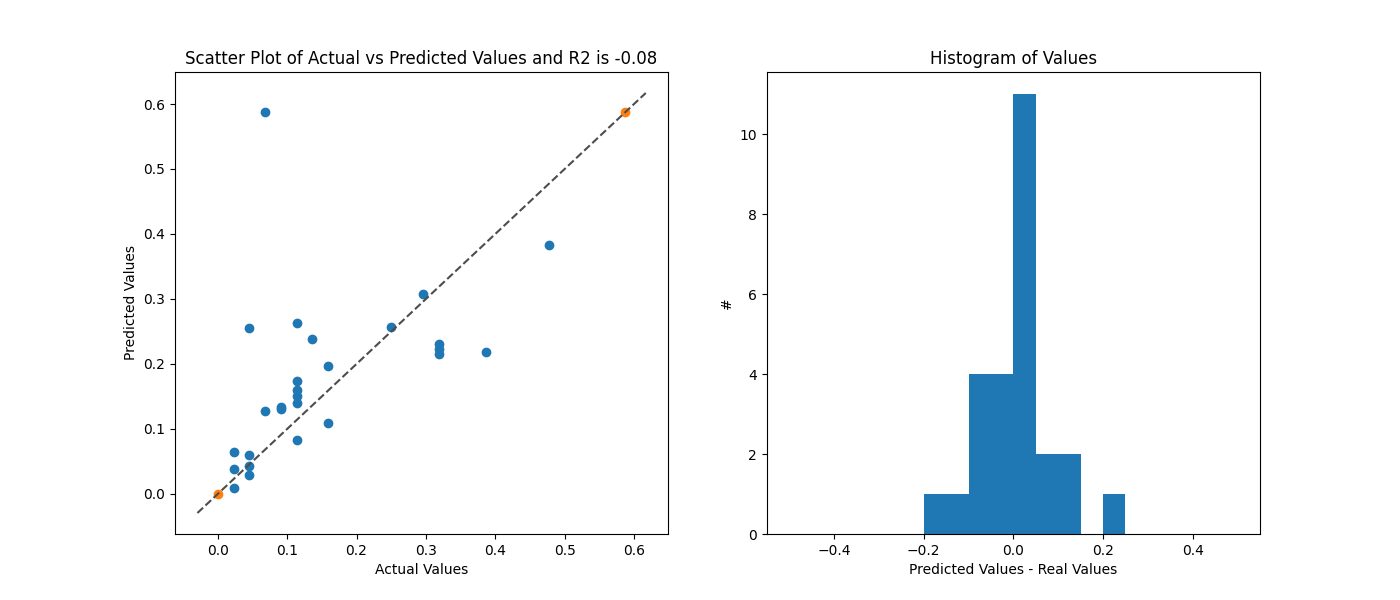 Scatter Plot of Actual vs Predicted Values and R2 is -0.08
Predicted Values
0.6
0.5
0.4
0.3
0.2
0.1
0.0
0.0 0.1 0.2 0.3 0.4 0.5 0.6
Actual Values
Histogram of Values
#
10
8
6
4
2
0
−0.4 −0.2 0.0 0.2 0.4
Predicted Values - Real Values